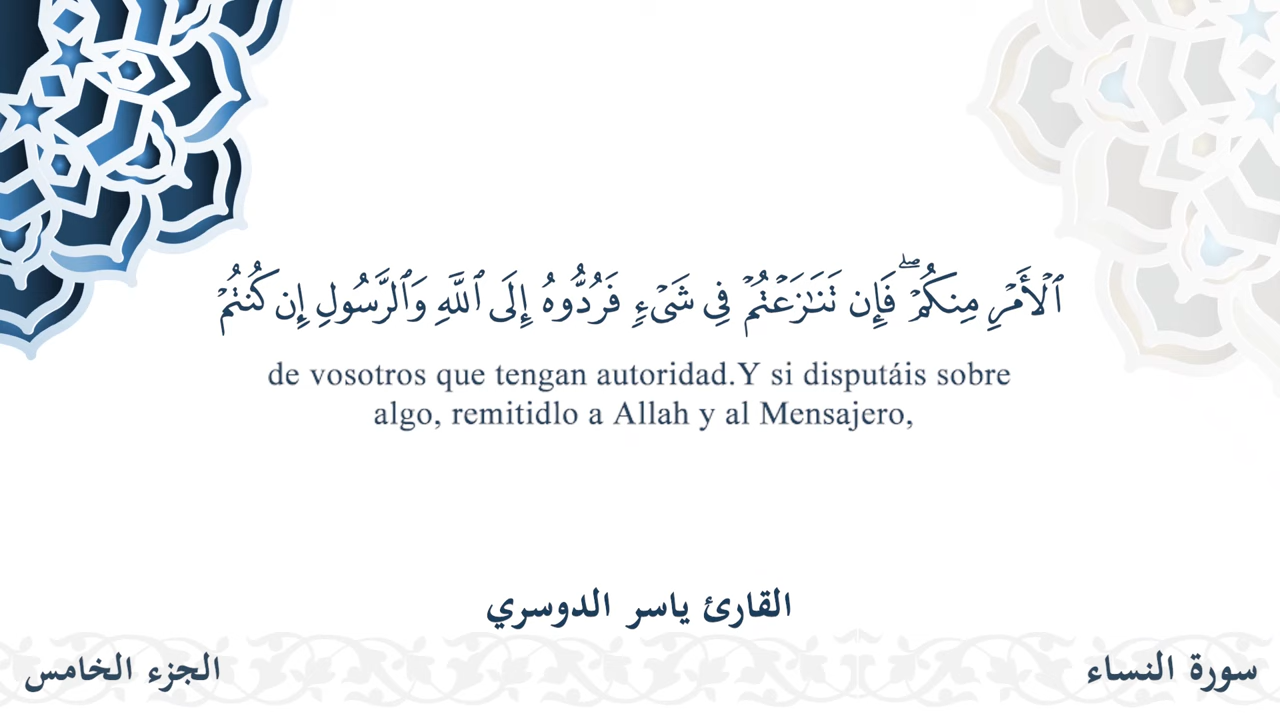 ٱلۡأَمۡرِ مِنكُمۡۖ فَإِن تَنَٰزَعۡتُمۡ فِي شَيۡءٖ فَرُدُّوهُ إِلَى ٱللَّهِ وَٱلرَّسُولِ إِن كُنتُمۡ
de vosotros que tengan autoridad.Y si disputáis sobre
algo, remitidlo a Allah y al Mensajero,
القارئ ياسر الدوسري
سورة النساء
الجزء الخامس